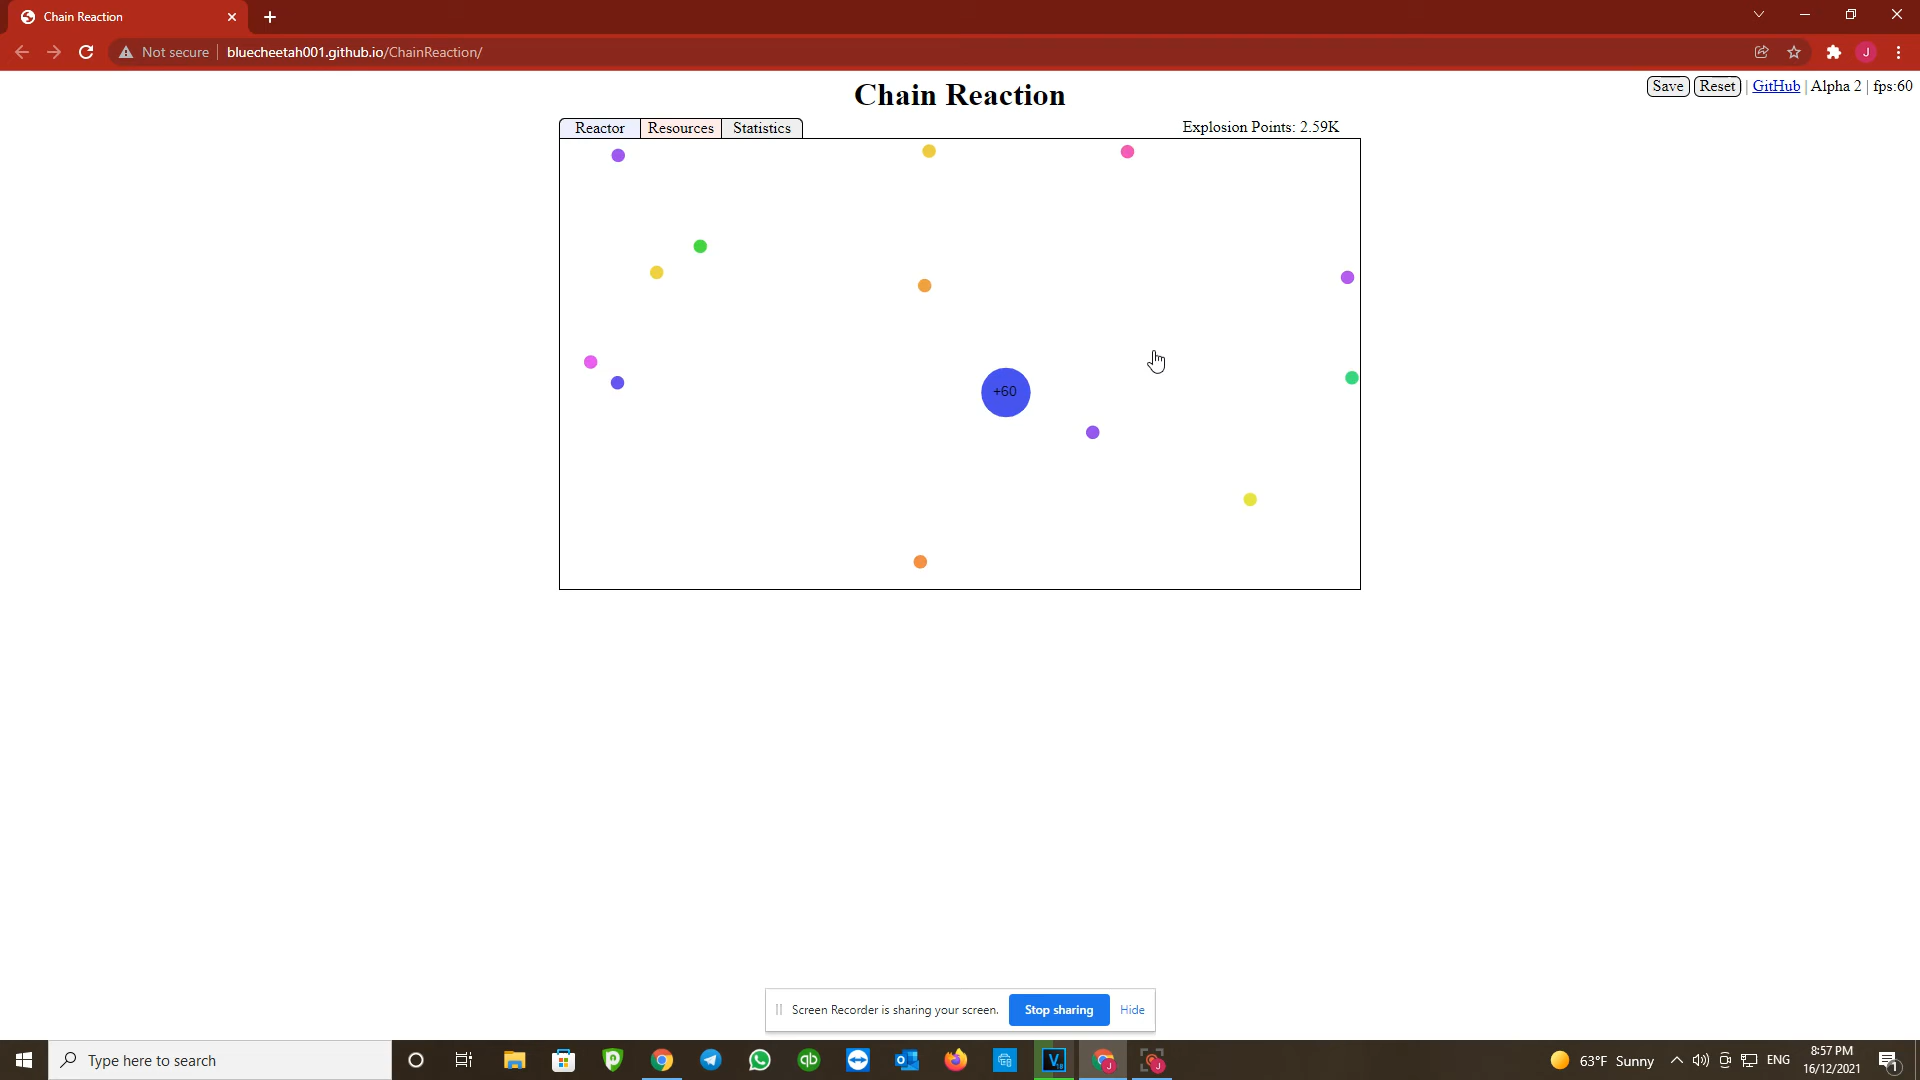 Chain Reaction
Not secure
bluecheetah001.github.io/ChainReaction/
J
Chain Reaction
Save Reset | GitHub | Alpha 2 | fps:60
Reactor Resources Statistics
Explosion Points: 2.59K
+60
Screen Recorder is sharing your screen. Stop sharing Hide
Type here to search
63°F Sunny
ENG
8:57 PM
16/12/2021
1